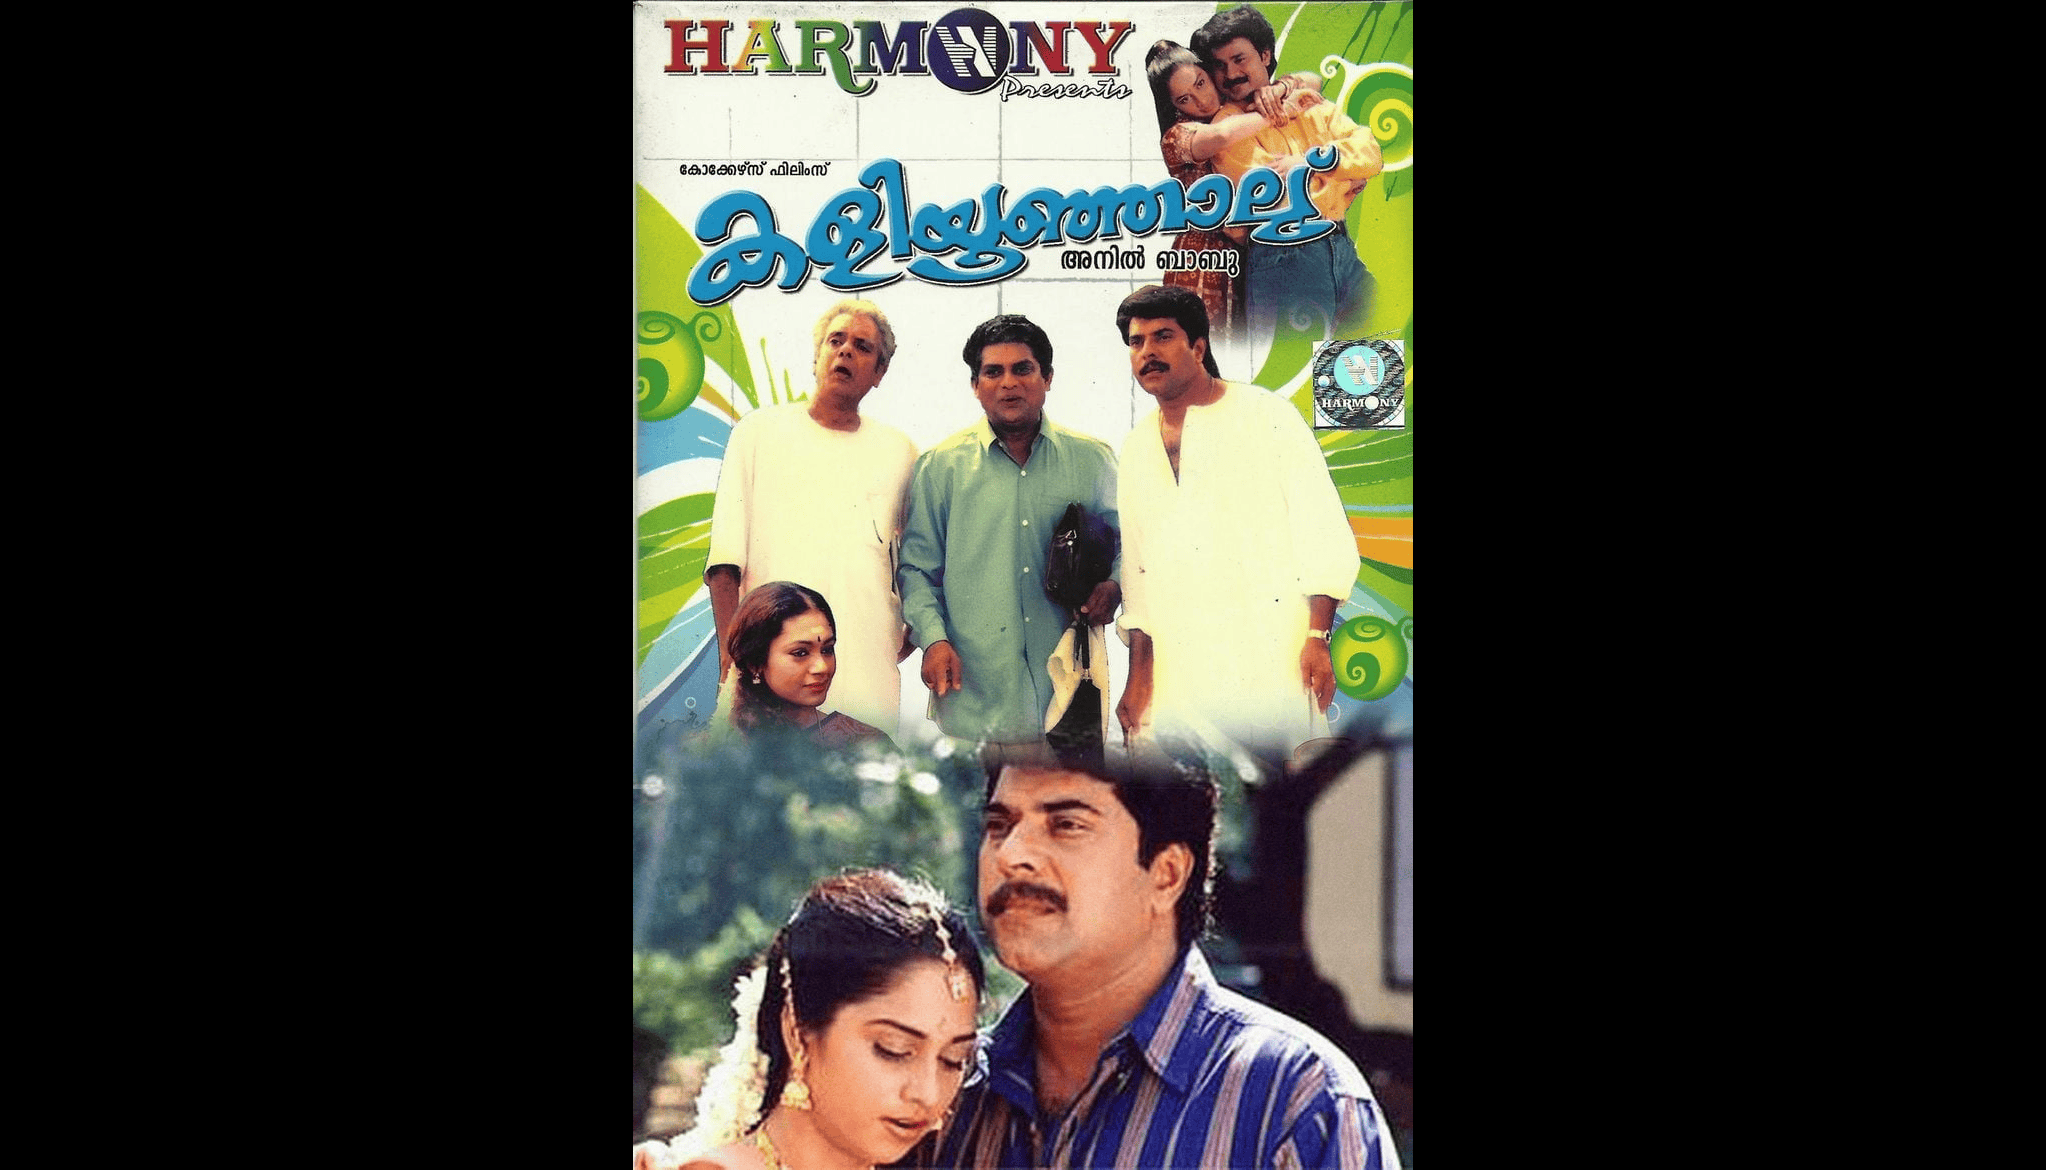 HARMONY
Presents
കോക്കേഴ്സ് ഫിലിംസ്
കളിയൂഞ്ഞാല്
അനിൽ ബാബു
HARMONY